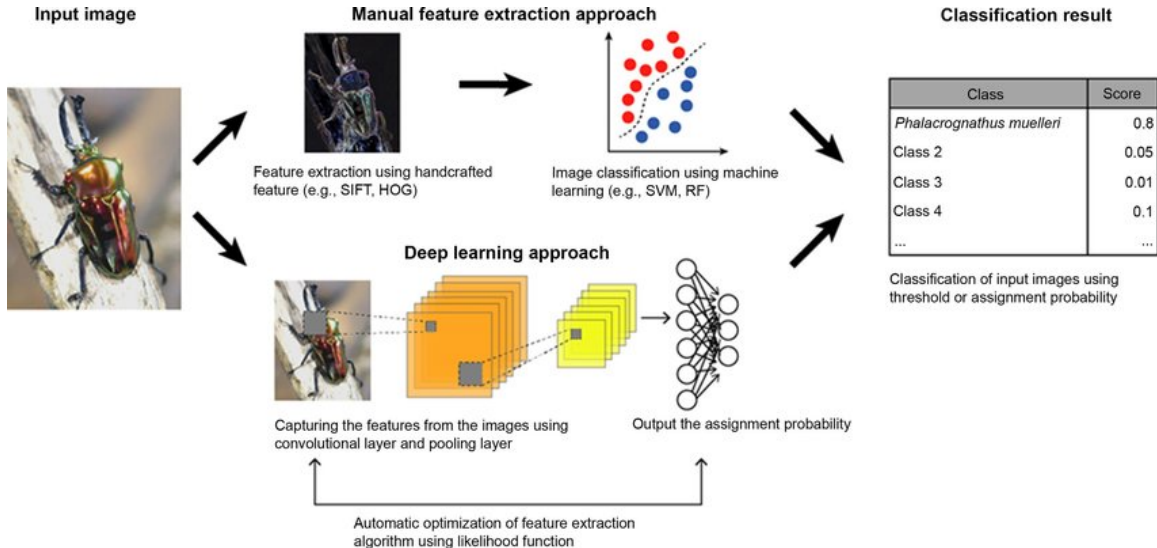 Input image
Manual feature extraction approach
Classification result
Feature extraction using handcrafted
feature (e.g., SIFT, HOG)
Image classification using machine
learning (e.g., SVM, RF)
Class Score
Phalacrognathus muelleri 0.8
Class 2 0.05
Class 3 0.01
Class 4 0.1
... ...
Classification of input images using
threshold or assignment probability
Deep learning approach
Capturing the features from the images using
convolutional layer and pooling layer
Output the assignment probability
Automatic optimization of feature extraction
algorithm using likelihood function